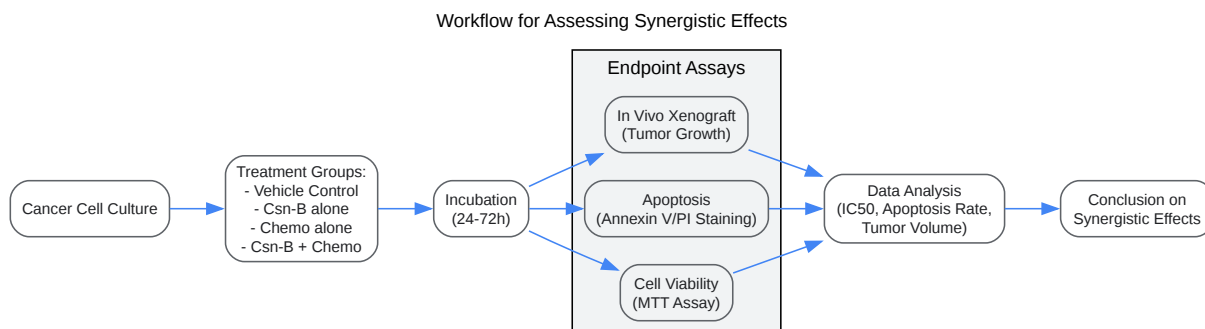 Workflow for Assessing Synergistic Effects
Endpoint Assays
Cancer Cell Culture
Treatment Groups:
- Vehicle Control
- Csn-B alone
- Chemo alone
- Csn-B + Chemo
Incubation
(24-72h)
In Vivo Xenograft
(Tumor Growth)
Apoptosis
(Annexin V/PI Staining)
Cell Viability
(MTT Assay)
Data Analysis
(IC50, Apoptosis Rate,
Tumor Volume)
Conclusion on
Synergistic Effects